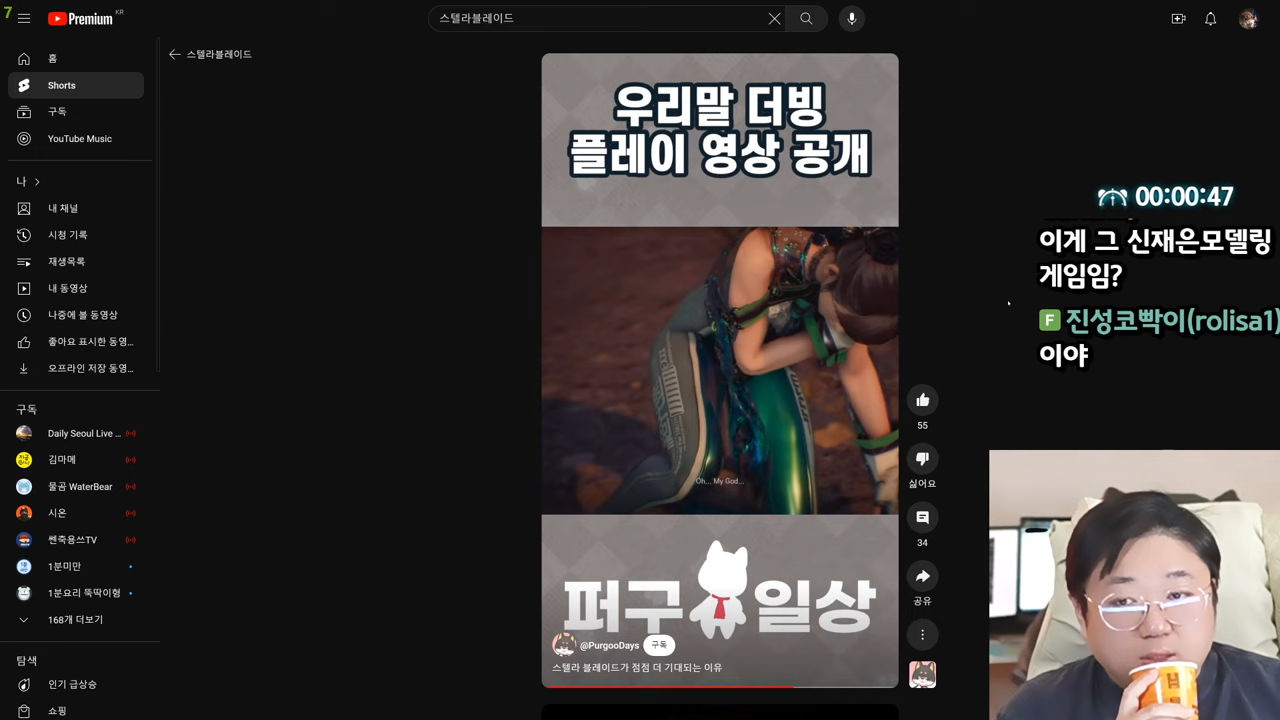 7
Premium KR
스텔라블레이드
홈
Shorts
구독
YouTube Music
나
내 채널
시청 기록
재생목록
내 동영상
나중에 볼 동영상
좋아요 표시한 동영...
오프라인 저장 동영...
구독
Daily Seoul Live ...
김마메
물곰 WaterBear
시온
쎈축용쓰TV
1분미만
1분요리 뚝딱이형
168개 더보기
탐색
인기 급상승
쇼핑
스텔라블레이드
우리말 더빙
플레이 영상 공개
Oh... My God...
퍼구 일상
@PurgooDays 구독
스텔라 블레이드가 점점 더 기대되는 이유
55
싫어요
34
공유
00:00:47
이게 그 신재은모델링
게임임?
F 진성코빡이(rolisa1)
이야